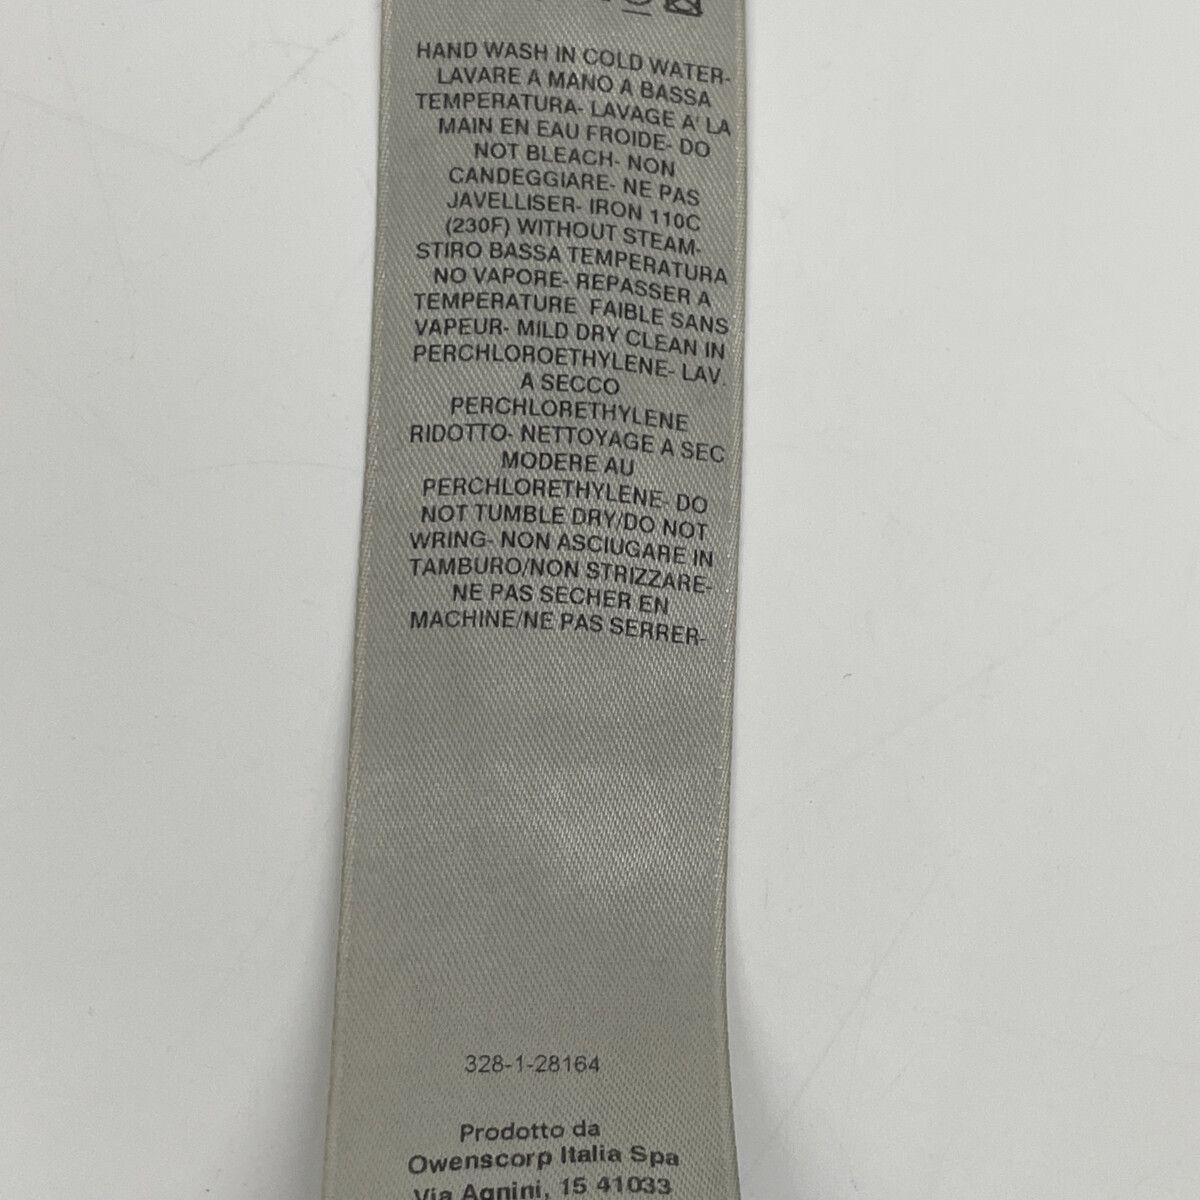 HAND WASH IN COLD WATER-
LAVARE A MANO A BASSA
TEMPERATURA- LAVAGE A' LA
MAIN EN EAU FROIDE- DO
NOT BLEACH- NON
CANDEGGIARE- NE PAS
JAVELLISER- IRON 110C
(230F) WITHOUT STEAM-
STIRO BASSA TEMPERATURA
NO VAPORE- REPASSER A
TEMPERATURE FAIBLE SANS
VAPEUR- MILD DRY CLEAN IN
PERCHLOROETHYLENE- LAV.
A SECCO
PERCHLORETHYLENE
RIDOTTO- NETTOYAGE A SEC
MODERE AU
PERCHLORETHYLENE- DO
NOT TUMBLE DRY/DO NOT
WRING- NON ASCIUGARE IN
TAMBURO/NON STRIZZARE-
NE PAS SECHER EN
MACHINE/NE PAS SERRER-
328-1-28164
Prodotto da
Owenscorp Italia Spa
Via Agnini, 15 41033